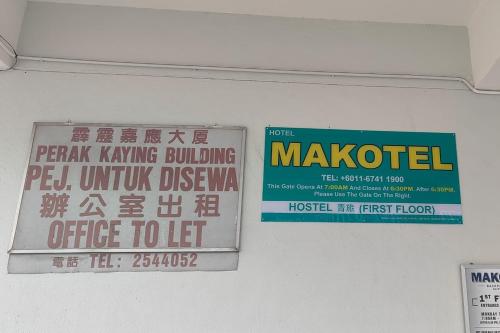 霹靂嘉應大厦
PERAK KAYING BUILDING
PEJ. UNTUK DISEWA
辦公室出租
OFFICE TO LET
電話 TEL: 2544052
HOTEL
MAKOTEL
TEL: +6011-6741 1900
This Gate Opens At 7:00AM And Closes At 6:30PM. After 6:30PM.
Please Use The Gate On The Right.
HOSTEL 青旅 (FIRST FLOOR)
MAK
1ST F